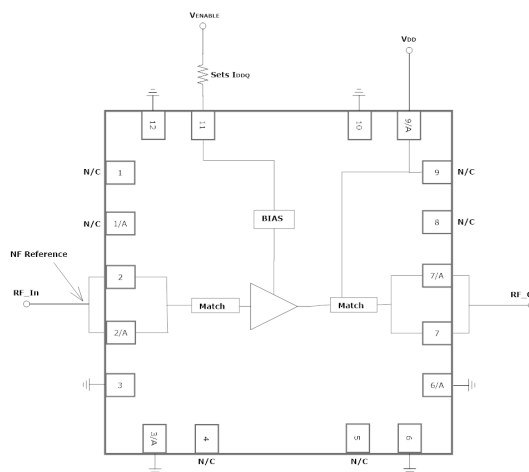 VENABLE
VDD
Sets IDDQ
12
11
10
9/A
N/C
1
9
N/C
N/C
1/A
BIAS
8
N/C
NF Reference
2
7/A
RF_In
Match
Match
RF_O
2/A
7
3
6/A
3/A
4
5
6
N/C
N/C